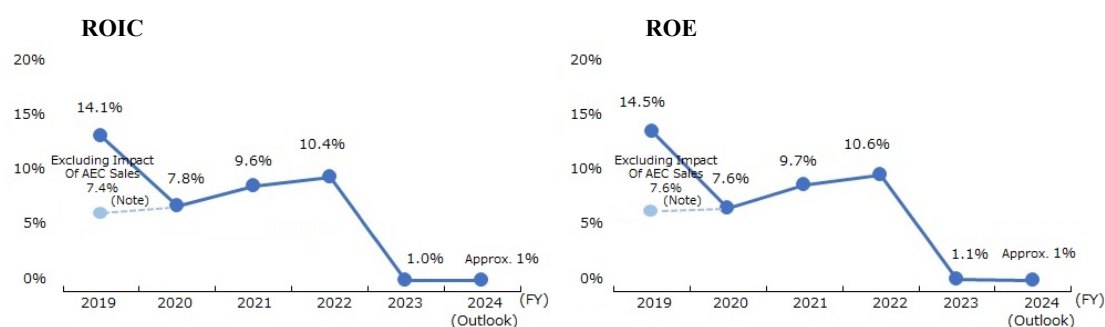 ROIC
20%
14.1%
15%
10.4%
9.6%
Excluding Impact
Of AEC Sales
10%
7.8%
7.4%
(Note)
5%
1.0%
Approx. 1%
0%
2019
2020
2021
2022
2023
2024
(FY)
(Outlook)
ROE
20%
14.5%
15%
10.6%
9.7%
Excluding Impact
Of AEC Sales
10%
7.6%
7.6%
(Note)
5%
1.1%
Approx. 1%
0%
2019
2020
2021
2022
2023
2024
(FY)
(Outlook)